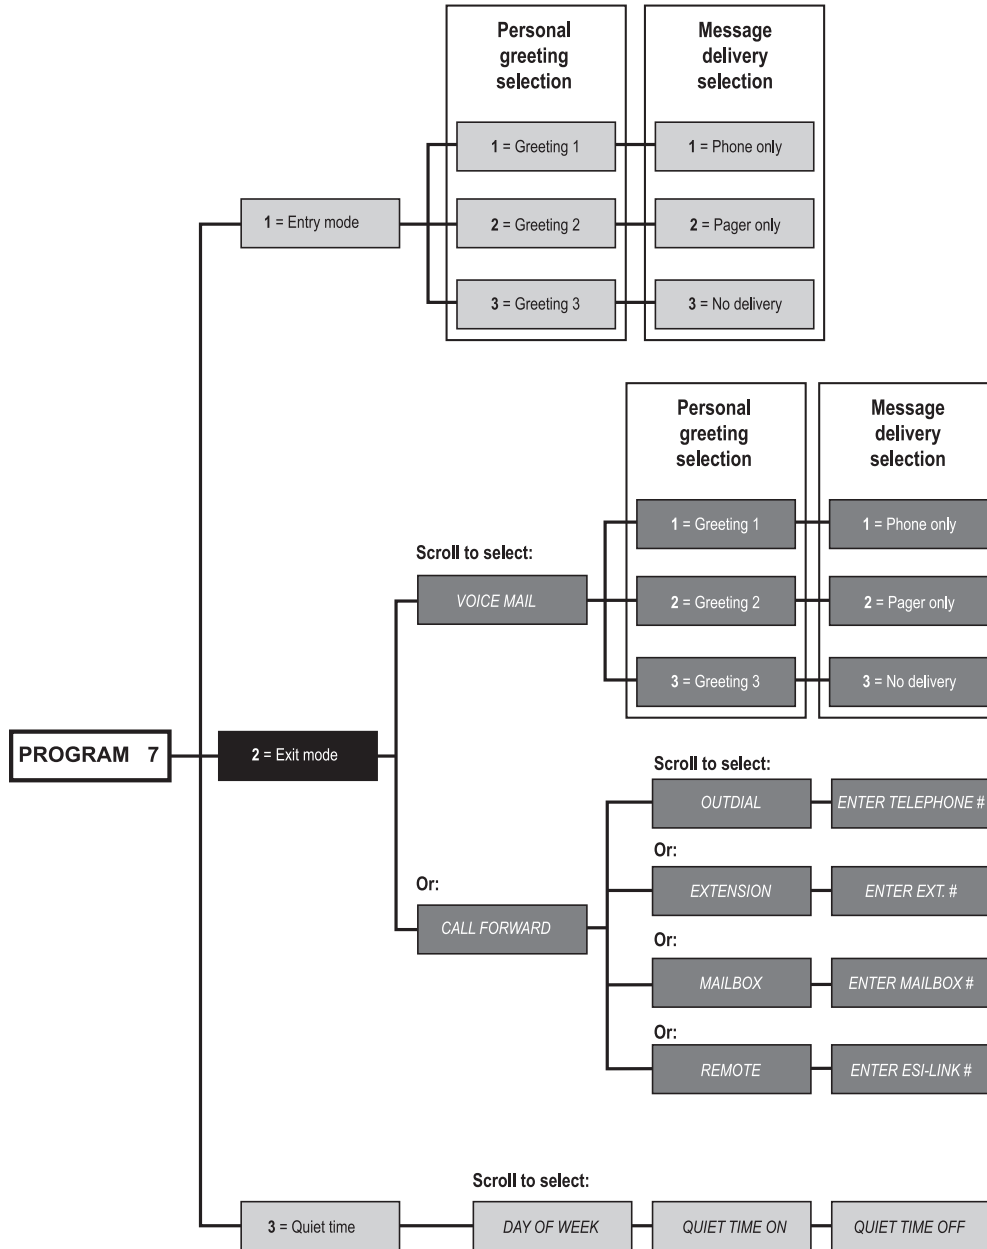 Personal
greeting
selection
Message
delivery
selection
1 = Greeting 1
1 = Phone only
1 = Entry mode
2 = Greeting 2
2 = Pager only
3 = Greeting 3
3 = No delivery
Personal
greeting
selection
Message
delivery
selection
1 = Greeting 1
1 = Phone only
Scroll to select:
VOICE MAIL
2 = Greeting 2
2 = Pager only
3 = Greeting 3
3 = No delivery
PROGRAM 7
2 = Exit mode
Scroll to select:
OUTDIAL
ENTER TELEPHONE #
Or:
Or:
EXTENSION
ENTER EXT. #
CALL FORWARD
Or:
MAILBOX
ENTER MAILBOX #
Or:
REMOTE
ENTER ESI-LINK #
Scroll to select:
3 = Quiet time
DAY OF WEEK
QUIET TIME ON
QUIET TIME OFF